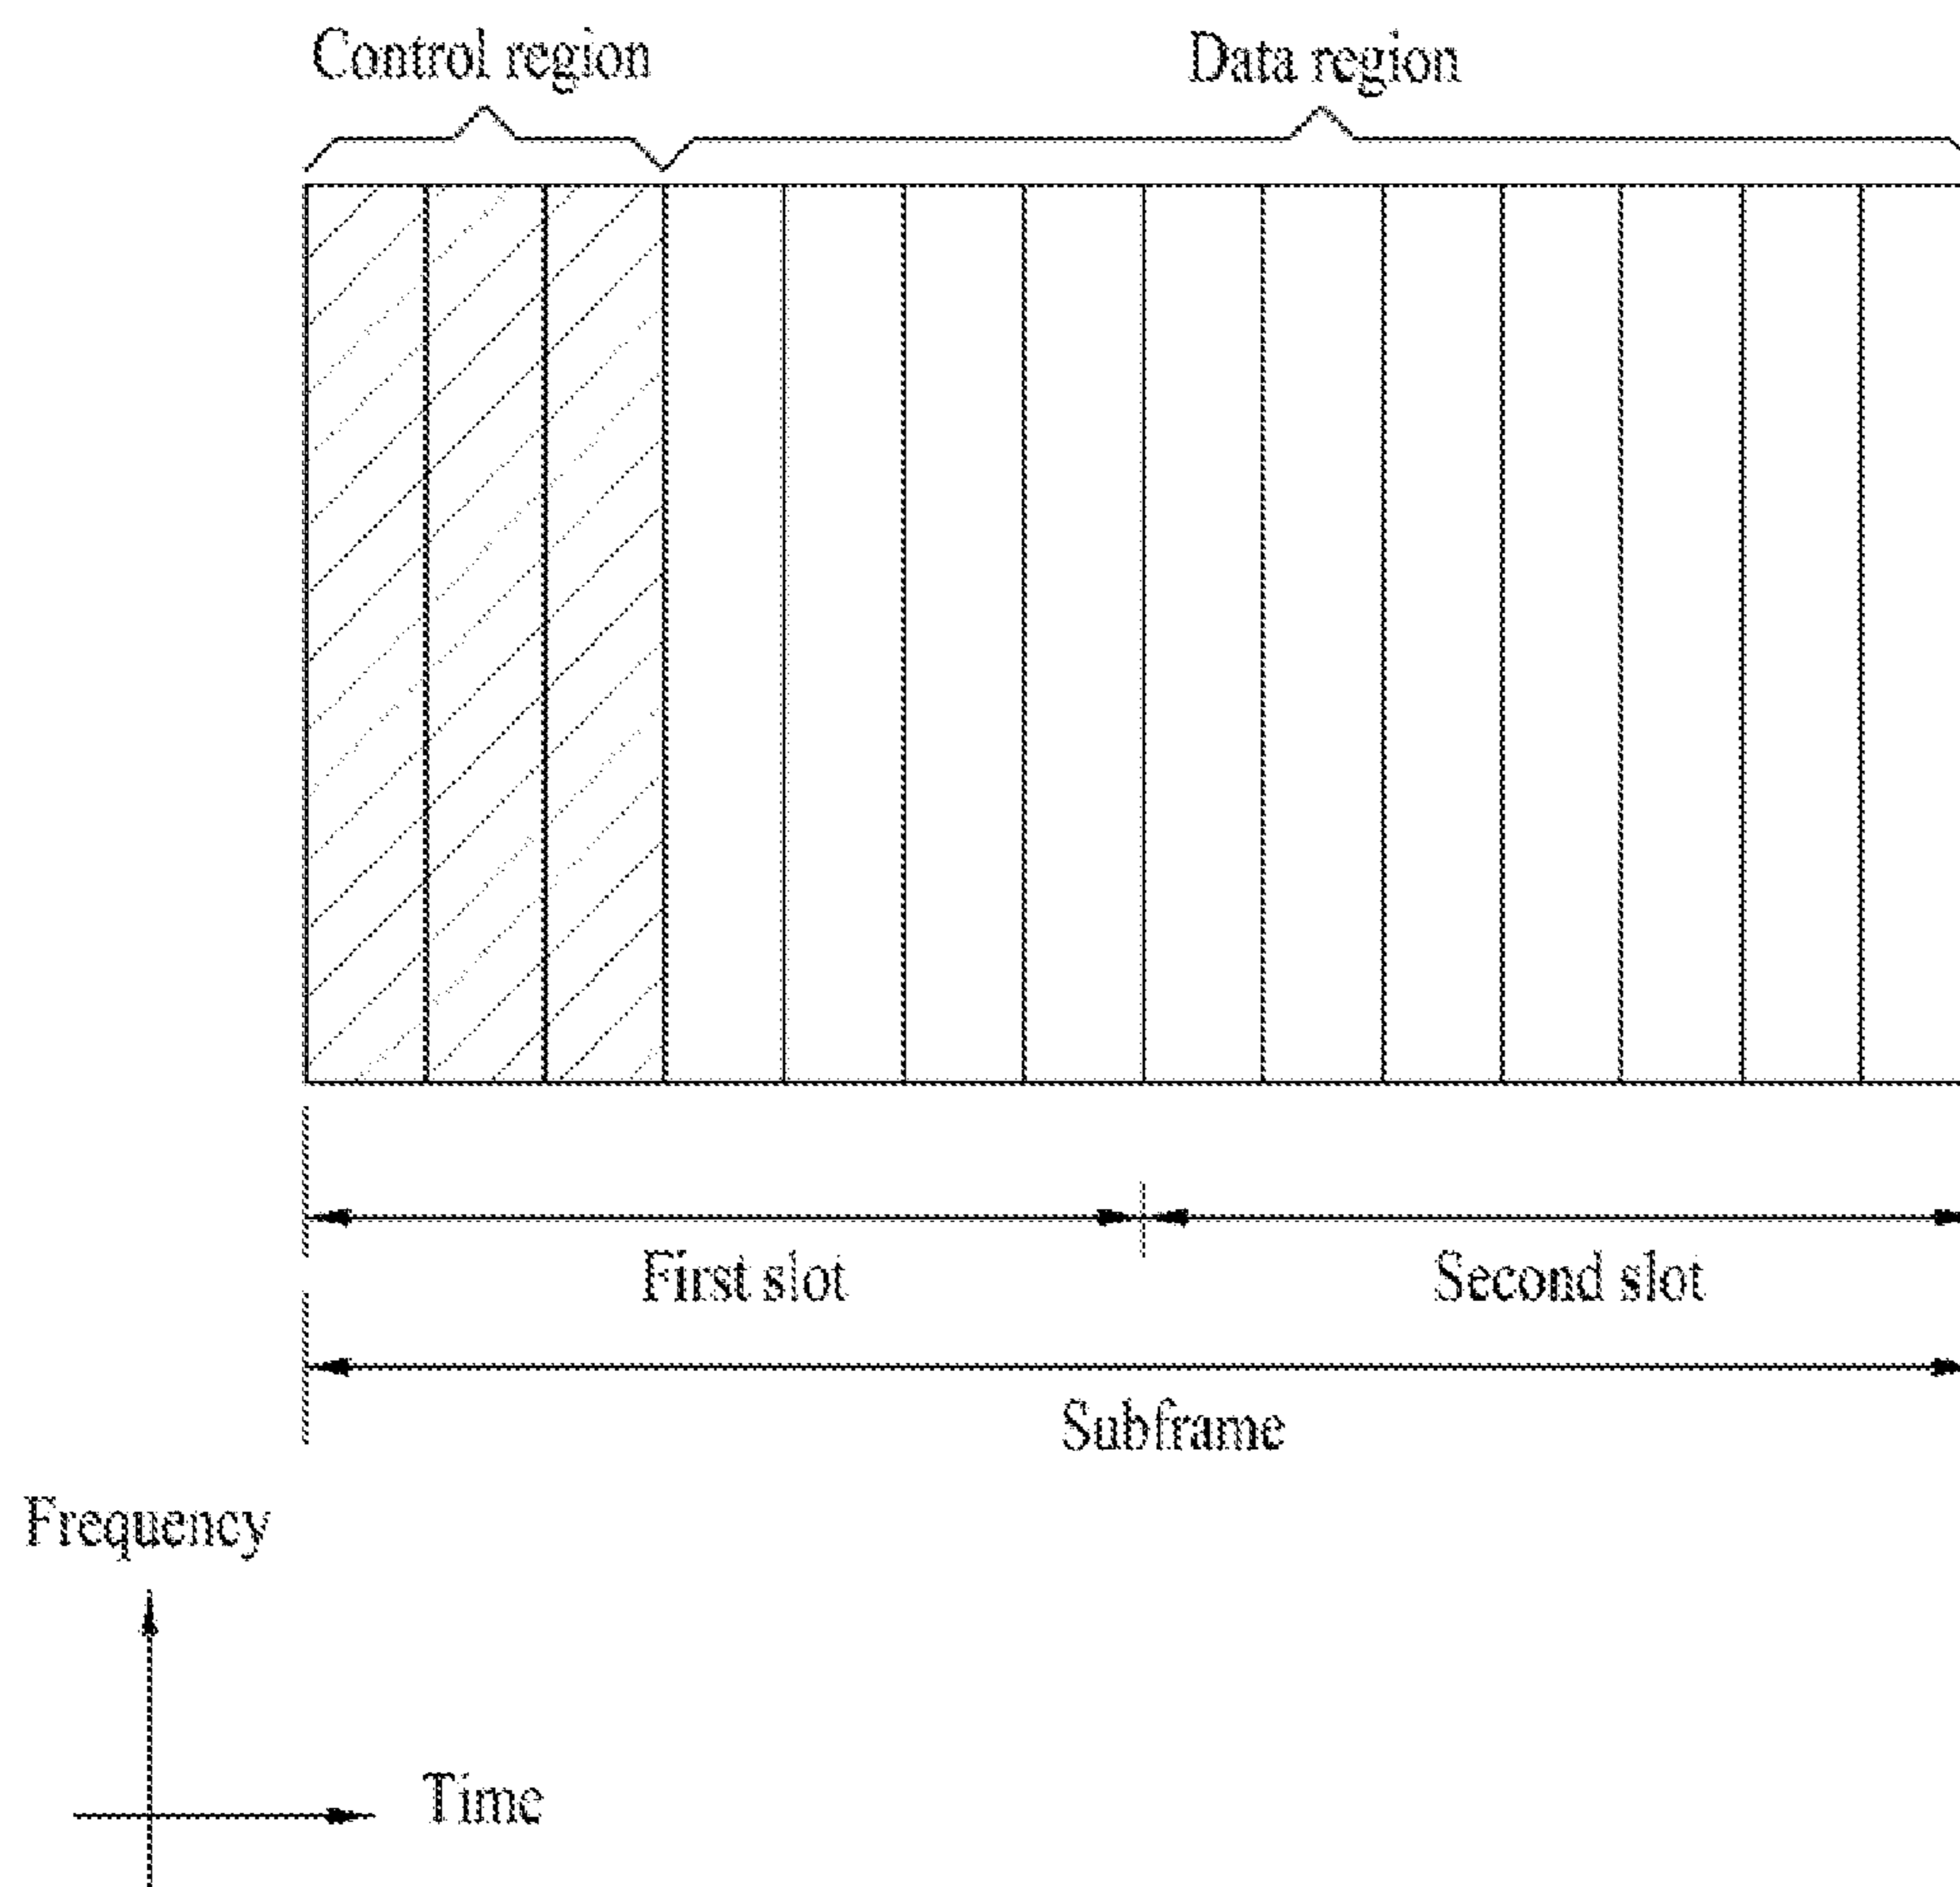 Control region
Data region
First slot
Second slot
Subframe
Frequency
Time